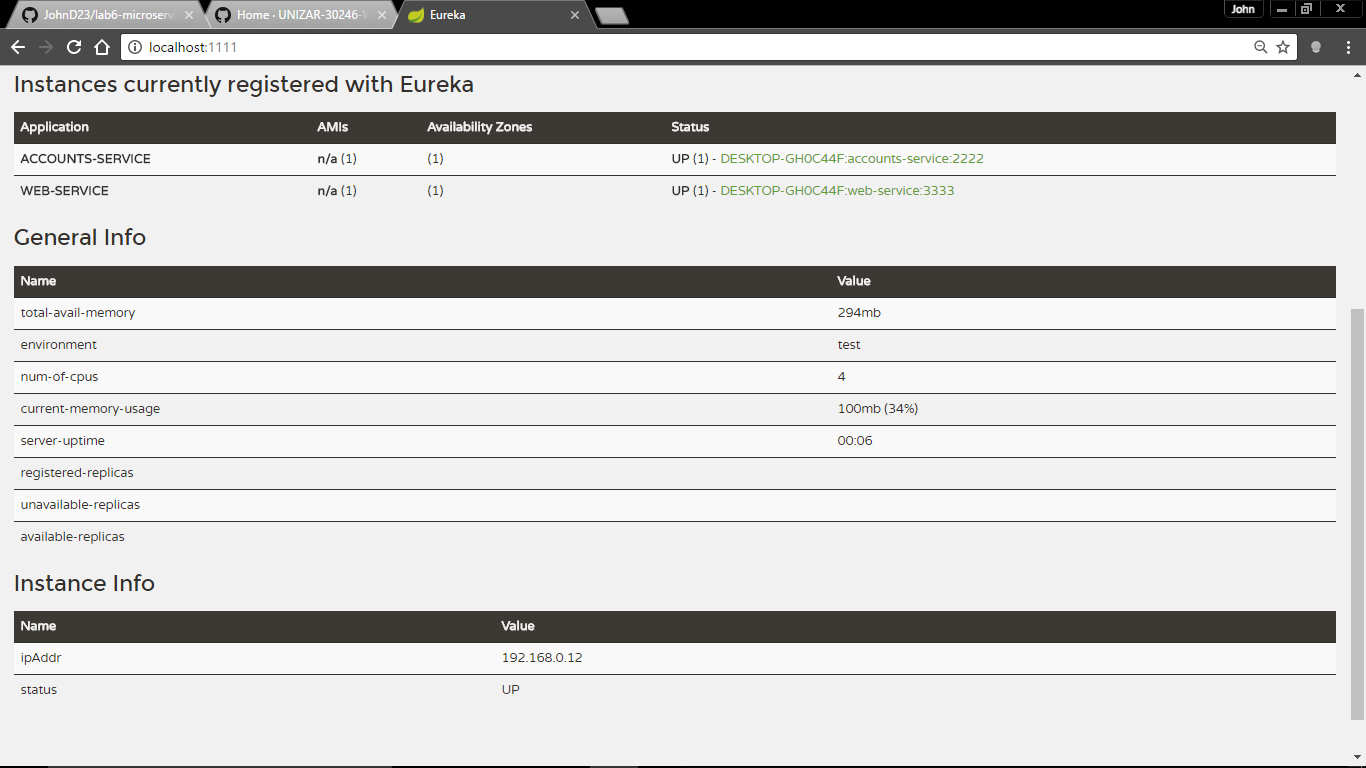 JohnD23/lab6-microserv
Home · UNIZAR-30246-
Eureka
John
localhost:1111
Instances currently registered with Eureka
Application AMIs Availability Zones Status
ACCOUNTS-SERVICE n/a (1) (1) UP (1) - DESKTOP-GH0C44F:accounts-service:2222
WEB-SERVICE n/a (1) (1) UP (1) - DESKTOP-GH0C44F:web-service:3333
General Info
Name Value
total-avail-memory 294mb
environment test
num-of-cpus 4
current-memory-usage 100mb (34%)
server-uptime 00:06
registered-replicas
unavailable-replicas
available-replicas
Instance Info
Name Value
ipAddr 192.168.0.12
status UP